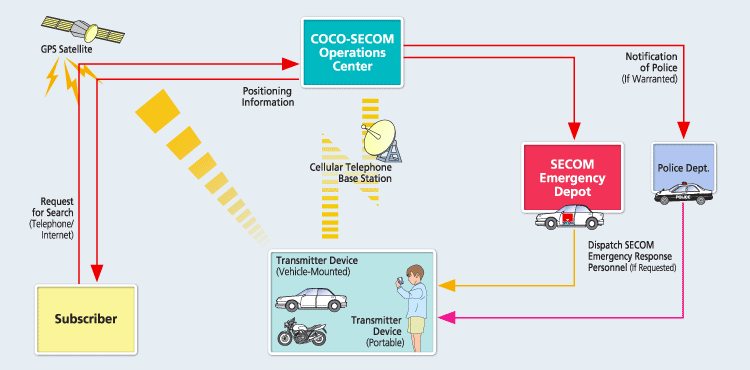 GPS Satellite
COCO-SECOM
Operations
Center
Notification
of Police
(If Warranted)
Positioning
Information
Cellular Telephone
Base Station
SECOM
Emergency
Depot
Police Dept.
POLICE
Request
for Search
(Telephone/
Internet)
Dispatch SECOM
Emergency Response
Personnel (If Requested)
Transmitter Device
(Vehicle-Mounted)
Transmitter
Device
(Portable)
Subscriber